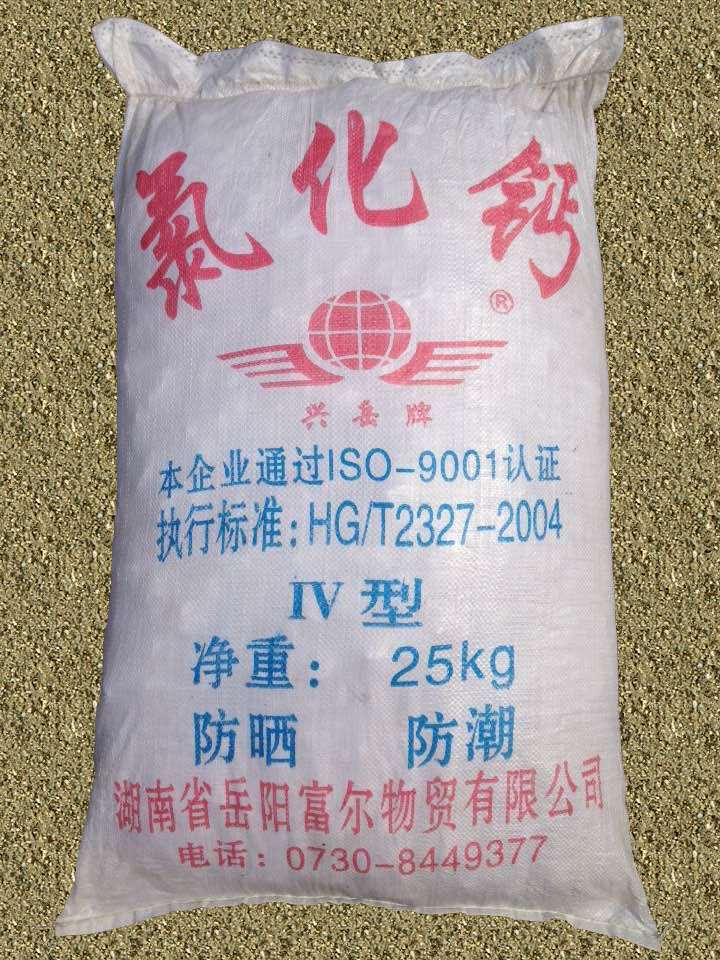 氯化钙
®
兴岳牌
本企业通过ISO-9001认证
执行标准:HG/T2327-2004
IV型
净重: 25kg
防晒 防潮
湖南省岳阳富尔物贸有限公司
电话:0730-8449377